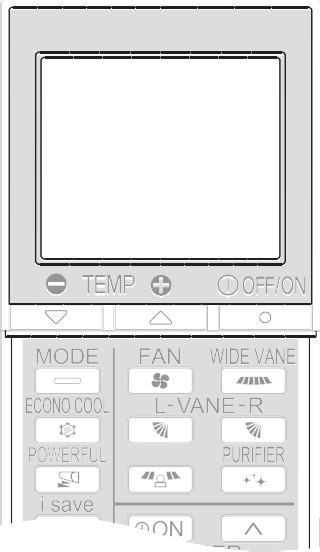 TEMP OFF/ON
MODE FAN WIDE VANE
ECONO COOL L-VANE-R
POWERFUL PURIFIER
i save
ON